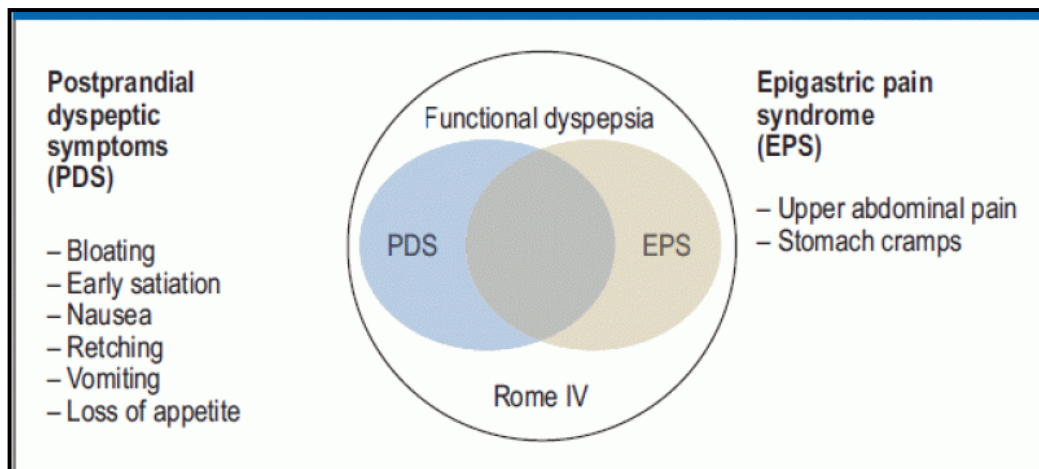 Postprandial
dyspeptic
symptoms
(PDS)
– Bloating
– Early satiation
– Nausea
– Retching
– Vomiting
– Loss of appetite
Functional dyspepsia
PDS
EPS
Rome IV
Epigastric pain
syndrome
(EPS)
– Upper abdominal pain
– Stomach cramps